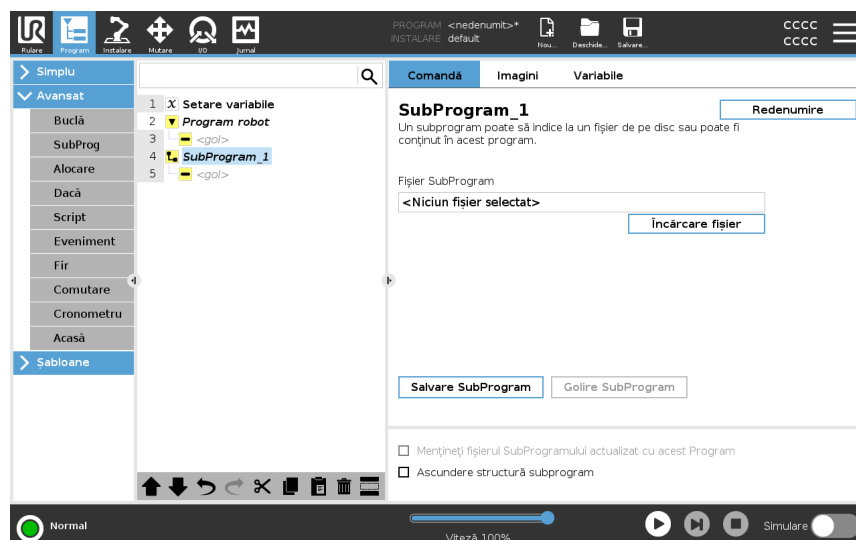 UR
Rulare
Program
Instalare
Mutare
I/O
Jurnal
PROGRAM <nedenumit>*
INSTALARE default
Nou...
Deschide...
Salvare...
cccc
cccc
Simplu
Avansat
Buclă
SubProg
Alocare
Dacă
Script
Eveniment
Fir
Comutare
Cronometru
Acasă
Șabloane
1 X Setare variabile
2 Program robot
3 <gol>
4 SubProgram_1
5 <gol>
Comandă
Imagini
Variabile
SubProgram_1
Redenumire
Un subprogram poate să indice la un fișier de pe disc sau poate fi
conținut în acest program.
Fișier SubProgram
<Niciun fișier selectat>
Încărcare fișier
Salvare SubProgram
Golire SubProgram
Mențineți fișierul SubProgramului actualizat cu acest Program
Ascundere structură subprogram
Normal
Viteză 100%
Simulare